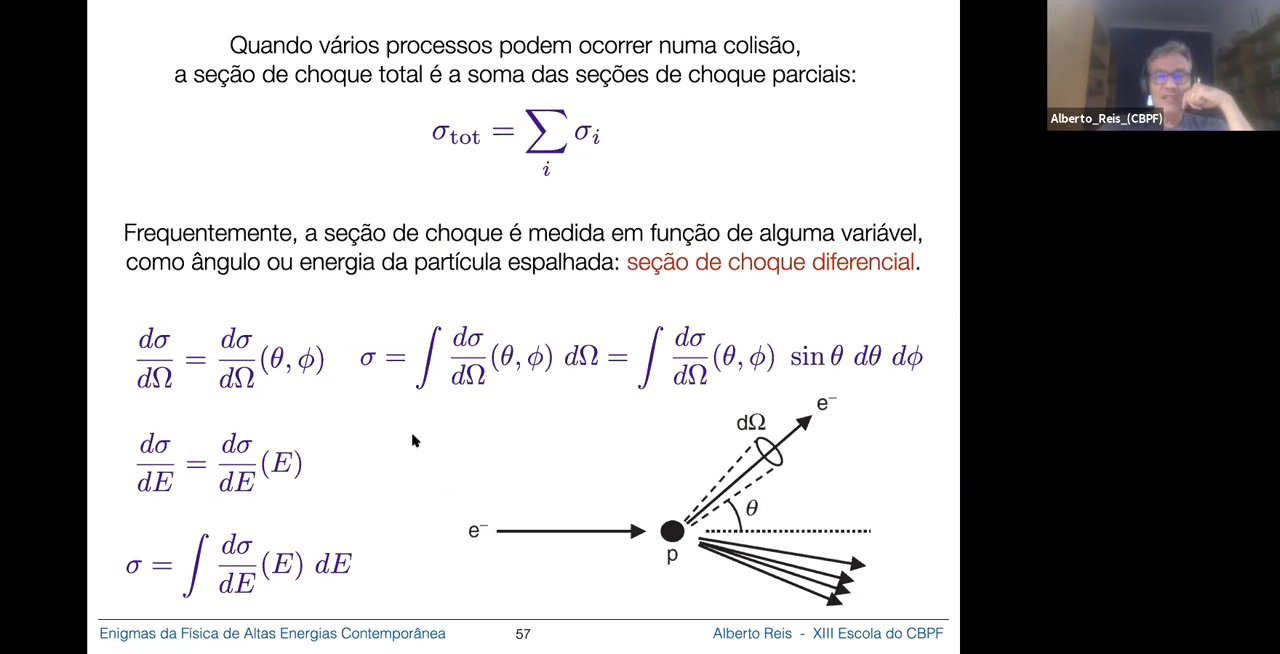 Quando vários processos podem ocorrer numa colisão,
a seção de choque total é a soma das seções de choque parciais:
σ_tot = ∑_i σ_i
Frequentemente, a seção de choque é medida em função de alguma variável,
como ângulo ou energia da partícula espalhada: seção de choque diferencial.
dσ/dΩ = dσ/dΩ (θ, ϕ)   σ = ∫ dσ/dΩ (θ, ϕ) dΩ = ∫ dσ/dΩ (θ, ϕ) sin θ dθ dϕ
dσ/dE = dσ/dE (E)
σ = ∫ dσ/dE (E) dE
e⁻
dΩ
θ
e⁻
p
Enigmas da Física de Altas Energias Contemporânea 57 Alberto Reis - XIII Escola do CBPF
Alberto_Reis_(CBPF)